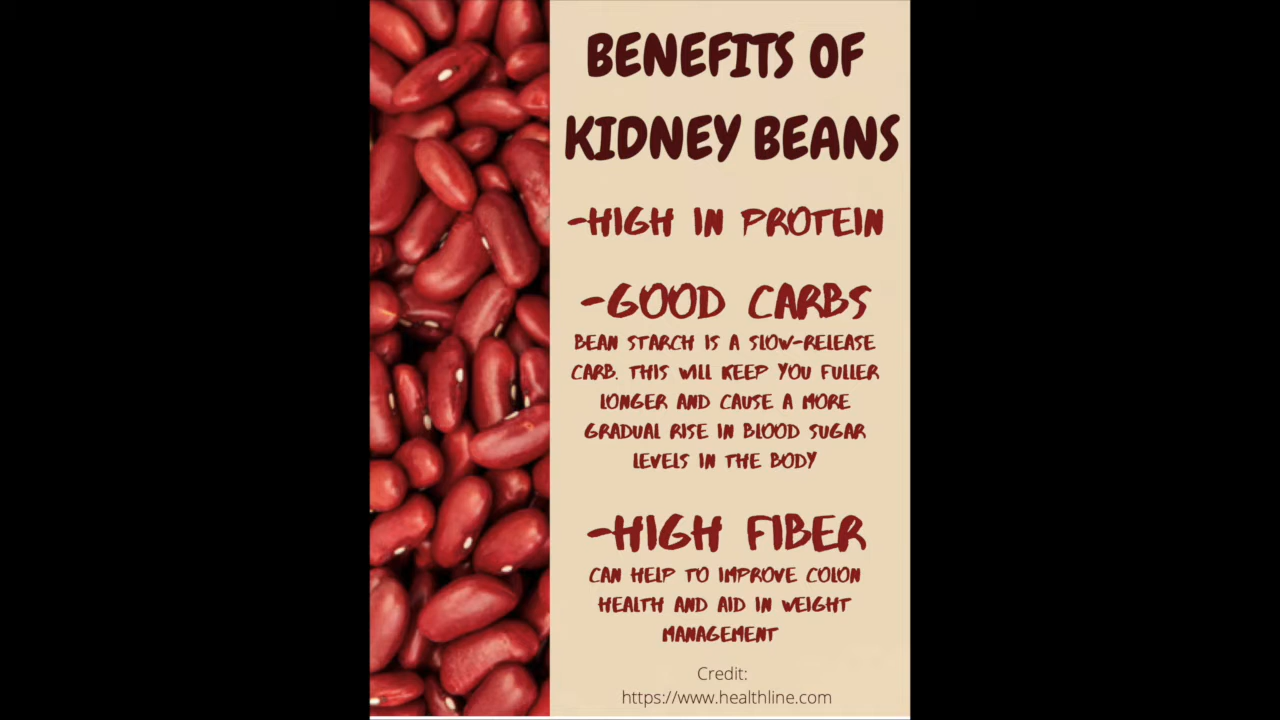 BENEFITS OF
KIDNEY BEANS
-HIGH IN PROTEIN
-GOOD CARBS
BEAN STARCH IS A SLOW-RELEASE
CARB. THIS WILL KEEP YOU FULLER
LONGER AND CAUSE A MORE
GRADUAL RISE IN BLOOD SUGAR
LEVELS IN THE BODY
-HIGH FIBER
CAN HELP TO IMPROVE COLON
HEALTH AND AID IN WEIGHT
MANAGEMENT
Credit:
https://www.healthline.com